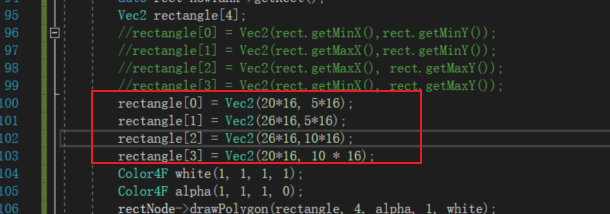 auto rect
95 Vec2 rectangle[4];
96 //rectangle[0] = Vec2(rect.getMinX(),rect.getMinY());
97 //rectangle[1] = Vec2(rect.getMaxX(),rect.getMinY());
98 //rectangle[2] = Vec2(rect.getMaxX(), rect.getMaxY());
99 //rectangle[3] = Vec2(rect.getMinX(), rect.getMaxY());
100 rectangle[0] = Vec2(20*16, 5*16);
101 rectangle[1] = Vec2(26*16,5*16);
102 rectangle[2] = Vec2(26*16,10*16);
103 rectangle[3] = Vec2(20*16, 10 * 16);
104 Color4F white(1, 1, 1, 1);
105 Color4F alpha(1, 1, 1, 0);
106 rectNode->drawPolygon(rectangle, 4, alpha, 1, white);